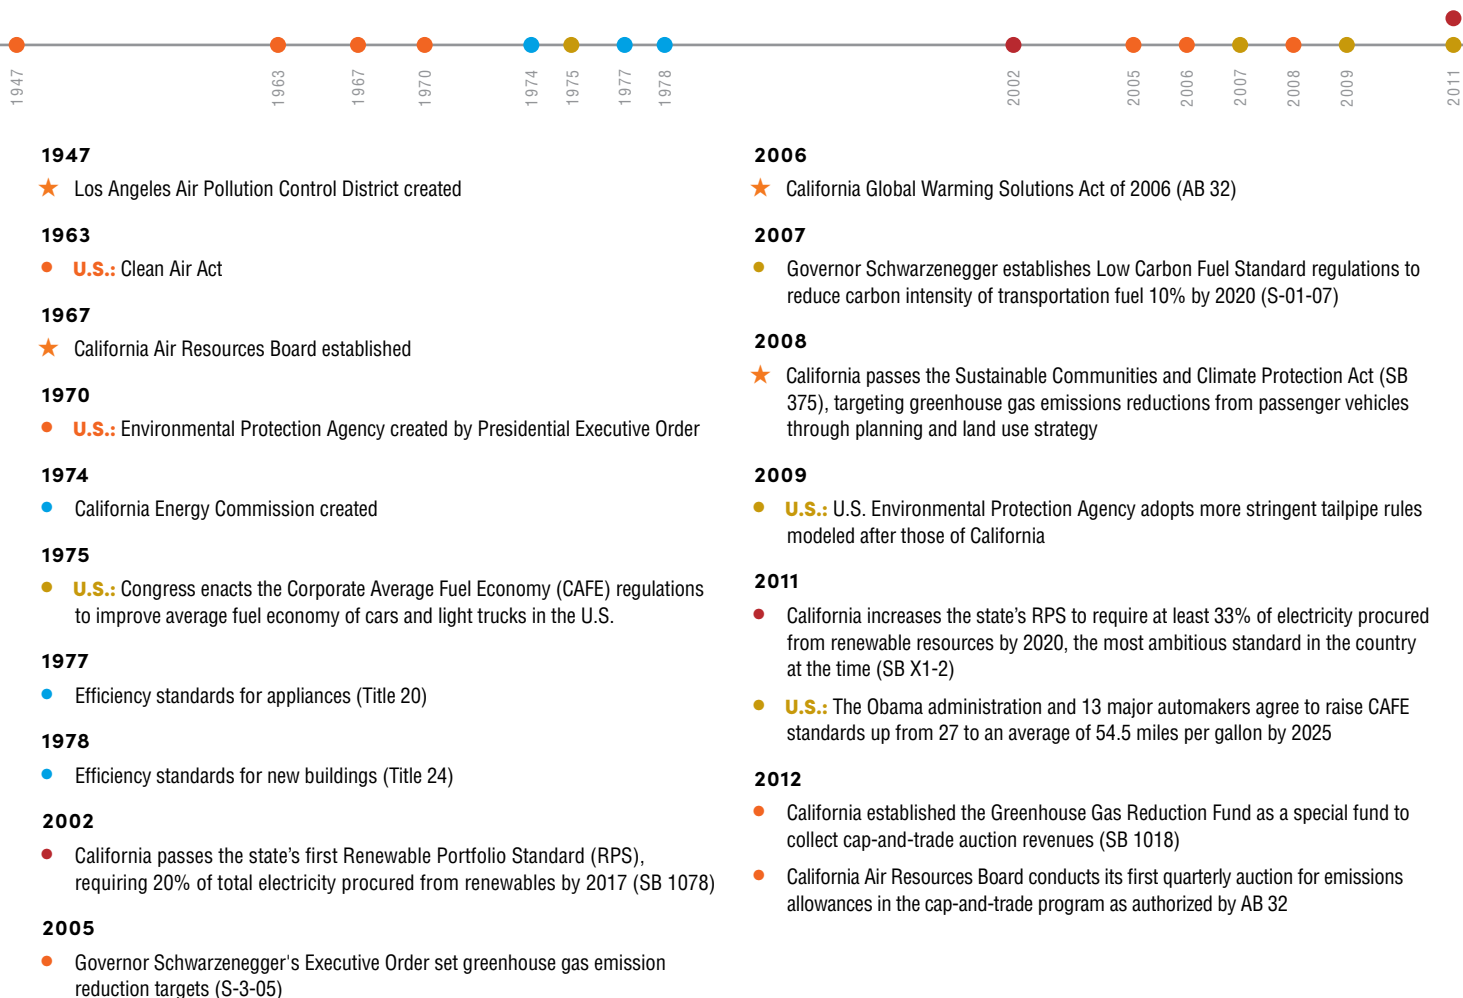 1947
1963
1967
1970
1974
1975
1977
1978
2002
2005
2006
2007
2008
2009
2011
1947
Los Angeles Air Pollution Control District created
1963
U.S.: Clean Air Act
1967
California Air Resources Board established
1970
U.S.: Environmental Protection Agency created by Presidential Executive Order
1974
California Energy Commission created
1975
U.S.: Congress enacts the Corporate Average Fuel Economy (CAFE) regulations
to improve average fuel economy of cars and light trucks in the U.S.
1977
Efficiency standards for appliances (Title 20)
1978
Efficiency standards for new buildings (Title 24)
2002
California passes the state’s first Renewable Portfolio Standard (RPS),
requiring 20% of total electricity procured from renewables by 2017 (SB 1078)
2005
Governor Schwarzenegger's Executive Order set greenhouse gas emission
reduction targets (S-3-05)
2006
California Global Warming Solutions Act of 2006 (AB 32)
2007
Governor Schwarzenegger establishes Low Carbon Fuel Standard regulations to
reduce carbon intensity of transportation fuel 10% by 2020 (S-01-07)
2008
California passes the Sustainable Communities and Climate Protection Act (SB
375), targeting greenhouse gas emissions reductions from passenger vehicles
through planning and land use strategy
2009
U.S.: U.S. Environmental Protection Agency adopts more stringent tailpipe rules
modeled after those of California
2011
California increases the state’s RPS to require at least 33% of electricity procured
from renewable resources by 2020, the most ambitious standard in the country
at the time (SB X1-2)
U.S.: The Obama administration and 13 major automakers agree to raise CAFE
standards up from 27 to an average of 54.5 miles per gallon by 2025
2012
California established the Greenhouse Gas Reduction Fund as a special fund to
collect cap-and-trade auction revenues (SB 1018)
California Air Resources Board conducts its first quarterly auction for emissions
allowances in the cap-and-trade program as authorized by AB 32